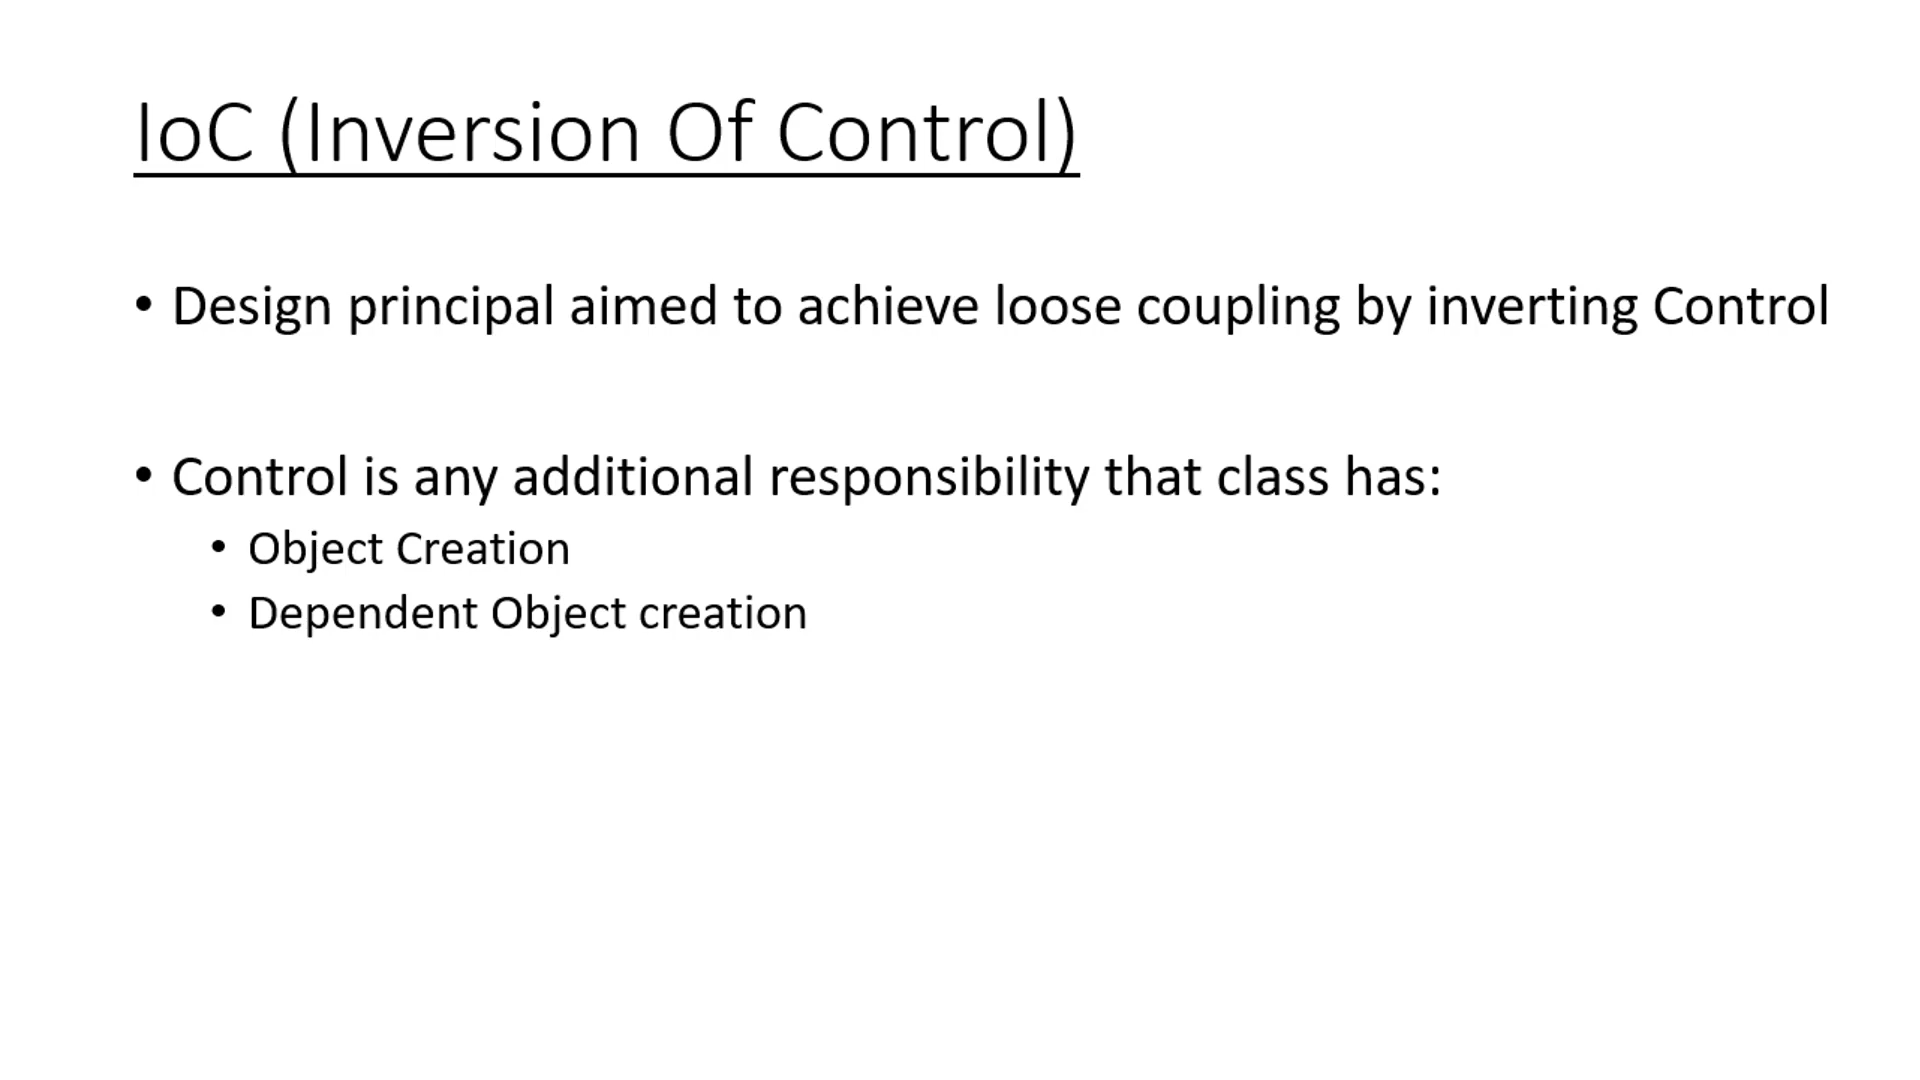 IoC (Inversion Of Control)
• Design principal aimed to achieve loose coupling by inverting Control
• Control is any additional responsibility that class has:
• Object Creation
• Dependent Object creation